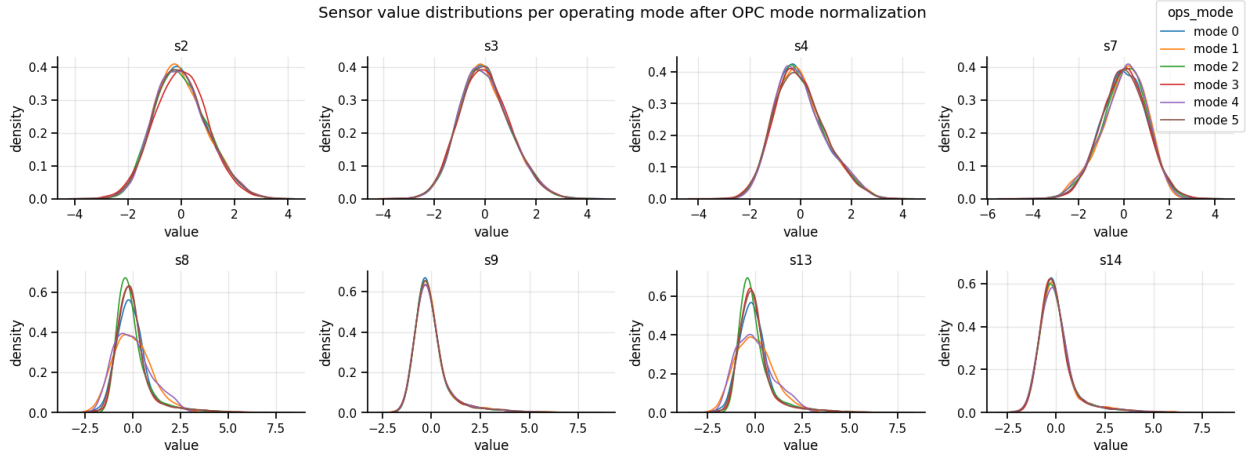 Sensor value distributions per operating mode after OPC mode normalization
ops_mode
mode 0
mode 1
mode 2
mode 3
mode 4
mode 5
s2
density
0.4
0.3
0.2
0.1
0.0
−4 −2 0 2 4
value
s3
density
0.4
0.3
0.2
0.1
0.0
−4 −2 0 2 4
value
s4
density
0.4
0.3
0.2
0.1
0.0
−4 −2 0 2 4
value
s7
density
0.4
0.3
0.2
0.1
0.0
−6 −4 −2 0 2 4
value
s8
density
0.6
0.4
0.2
0.0
−2.5 0.0 2.5 5.0 7.5
value
s9
density
0.6
0.4
0.2
0.0
−2.5 0.0 2.5 5.0 7.5
value
s13
density
0.6
0.4
0.2
0.0
−2.5 0.0 2.5 5.0 7.5
value
s14
density
0.6
0.4
0.2
0.0
−2.5 0.0 2.5 5.0 7.5
value